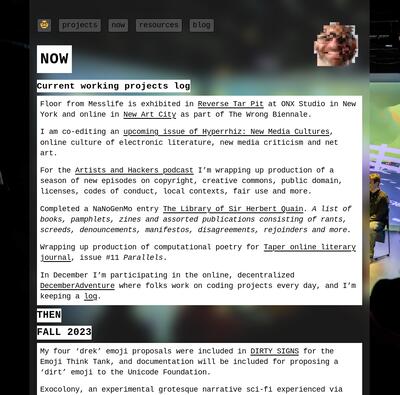 projects now resources blog
NOW
Current working projects log
Floor from Messlife is exhibited in Reverse Tar Pit at ONX Studio in New
York and online in New Art City as part of The Wrong Biennale.
I am co-editing an upcoming issue of Hyperrhiz: New Media Cultures,
online culture of electronic literature, new media criticism and net
art.
For the Artists and Hackers podcast I’m wrapping up production of a
season of new episodes on copyright, creative commons, public domain,
licenses, codes of conduct, local contexts, fair use and more.
Completed a NaNoGenMo entry The Library of Sir Herbert Quain. A list of
books, pamphlets, zines and assorted publications consisting of rants,
screeds, denouncements, manifestos, disagreements, rejoinders and more.
Wrapping up production of computational poetry for Taper online literary
journal, issue #11 Parallels.
In December I’m participating in the online, decentralized
DecemberAdventure where folks work on coding projects every day, and I’m
keeping a log.
THEN
FALL 2023
My four ‘drek’ emoji proposals were included in DIRTY SIGNS for the
Emoji Think Tank, and documentation will be included for proposing a
‘dirt’ emoji to the Unicode Foundation.
Exocolony, an experimental grotesque narrative sci-fi experienced via